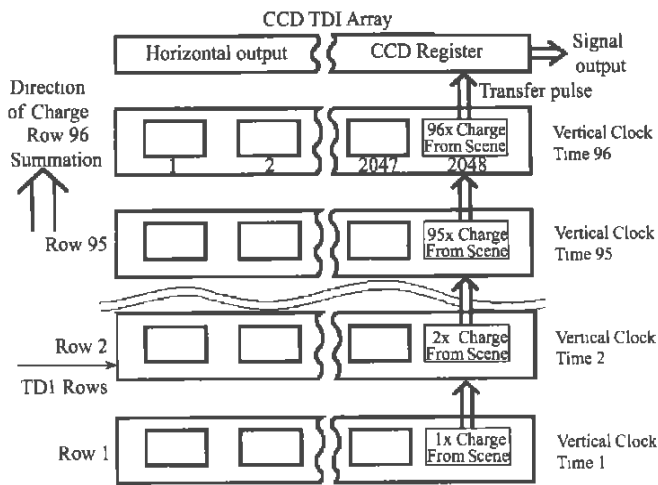 CCD TDI Array
Horizontal output
CCD Register
Signal
output
Transfer pulse
Direction
of Charge
Row 96
Summation
96x Charge
From Scene
1
2
2047
2048
Vertical Clock
Time 96
Row 95
95x Charge
From Scene
Vertical Clock
Time 95
Row 2
2x Charge
From Scene
Vertical Clock
Time 2
TD1 Rows
Row 1
1x Charge
From Scene
Vertical Clock
Time 1